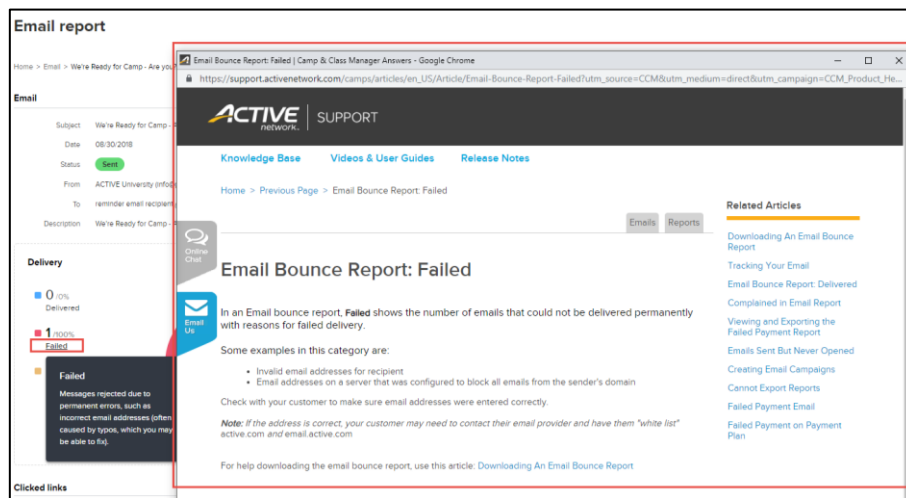 Email report
Home > Email > We're Ready for Camp - Are you
Email
Subject We're Ready for Camp -
Date 08/30/2018
Status Sent
From ACTIVE University (info@
To reminder email recipient
Description We're Ready for Camp -
Delivery
0 /0%
Delivered
1 /100%
Failed
Failed
Messages rejected due to
permanent errors, such as
incorrect email addresses (often
caused by typos, which you may
be able to fix).
Clicked links
Email Bounce Report: Failed | Camp & Class Manager Answers - Google Chrome
https://support.activenetwork.com/camps/articles/en_US/Article/Email-Bounce-Report-Failed?utm_source=CCM&utm_medium=direct&utm_campaign=CCM_Product_He...
ACTIVE network. SUPPORT
Knowledge Base Videos & User Guides Release Notes
Home > Previous Page > Email Bounce Report: Failed
Emails Reports
Online
Chat
Email
Us
Email Bounce Report: Failed
In an Email bounce report, Failed shows the number of emails that could not be delivered permanently
with reasons for failed delivery.
Some examples in this category are:
• Invalid email addresses for recipient
• Email addresses on a server that was configured to block all emails from the sender's domain
Check with your customer to make sure email addresses were entered correctly.
Note: If the address is correct, your customer may need to contact their email provider and have them "white list"
active.com and email.active.com
For help downloading the email bounce report, use this article: Downloading An Email Bounce Report
Related Articles
Downloading An Email Bounce
Report
Tracking Your Email
Email Bounce Report: Delivered
Complained in Email Report
Viewing and Exporting the
Failed Payment Report
Emails Sent But Never Opened
Creating Email Campaigns
Cannot Export Reports
Failed Payment Email
Failed Payment on Payment
Plan